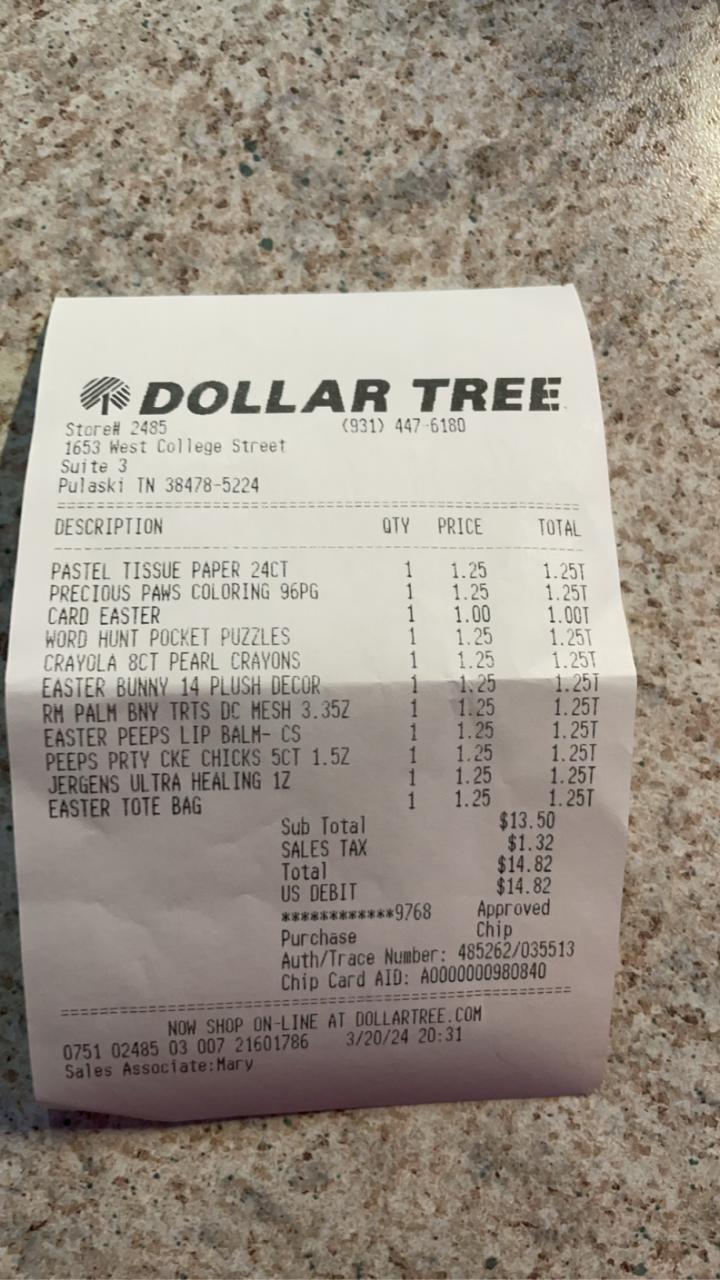 DOLLAR TREE
Store# 2485 (931) 447-6180
1653 West College Street
Suite 3
Pulaski TN 38478-5224
DESCRIPTION QTY PRICE TOTAL
PASTEL TISSUE PAPER 24CT 1 1.25 1.25T
PRECIOUS PAWS COLORING 96PG 1 1.25 1.25T
CARD EASTER 1 1.00 1.00T
WORD HUNT POCKET PUZZLES 1 1.25 1.25T
CRAYOLA 8CT PEARL CRAYONS 1 1.25 1.25T
EASTER BUNNY 14 PLUSH DECOR 1 1.25 1.25T
RM PALM BNY TRTS DC MESH 3.35Z 1 1.25 1.25T
EASTER PEEPS LIP BALM- CS 1 1.25 1.25T
PEEPS PRTY CKE CHICKS 5CT 1.5Z 1 1.25 1.25T
JERGENS ULTRA HEALING 1Z 1 1.25 1.25T
EASTER TOTE BAG 1 1.25 1.25T
Sub Total $13.50
SALES TAX $1.32
Total $14.82
US DEBIT $14.82
************9768 Approved
Purchase Chip
Auth/Trace Number: 485262/035513
Chip Card AID: A0000000980840
NOW SHOP ON-LINE AT DOLLARTREE.COM
0751 02485 03 007 21601786 3/20/24 20:31
Sales Associate:Mary